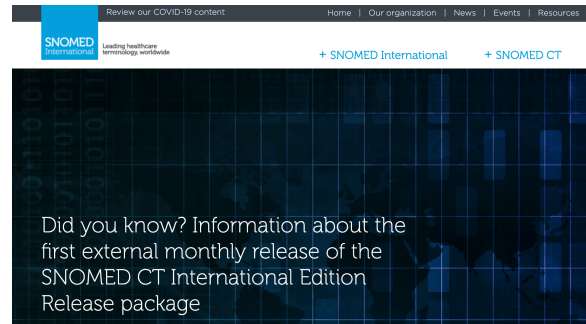 Review our COVID-19 content
Home | Our organization | News | Events | Resources
SNOMED
International
Leading healthcare
terminology, worldwide
+ SNOMED International
+ SNOMED CT
Did you know? Information about the
first external monthly release of the
SNOMED CT International Edition
Release package